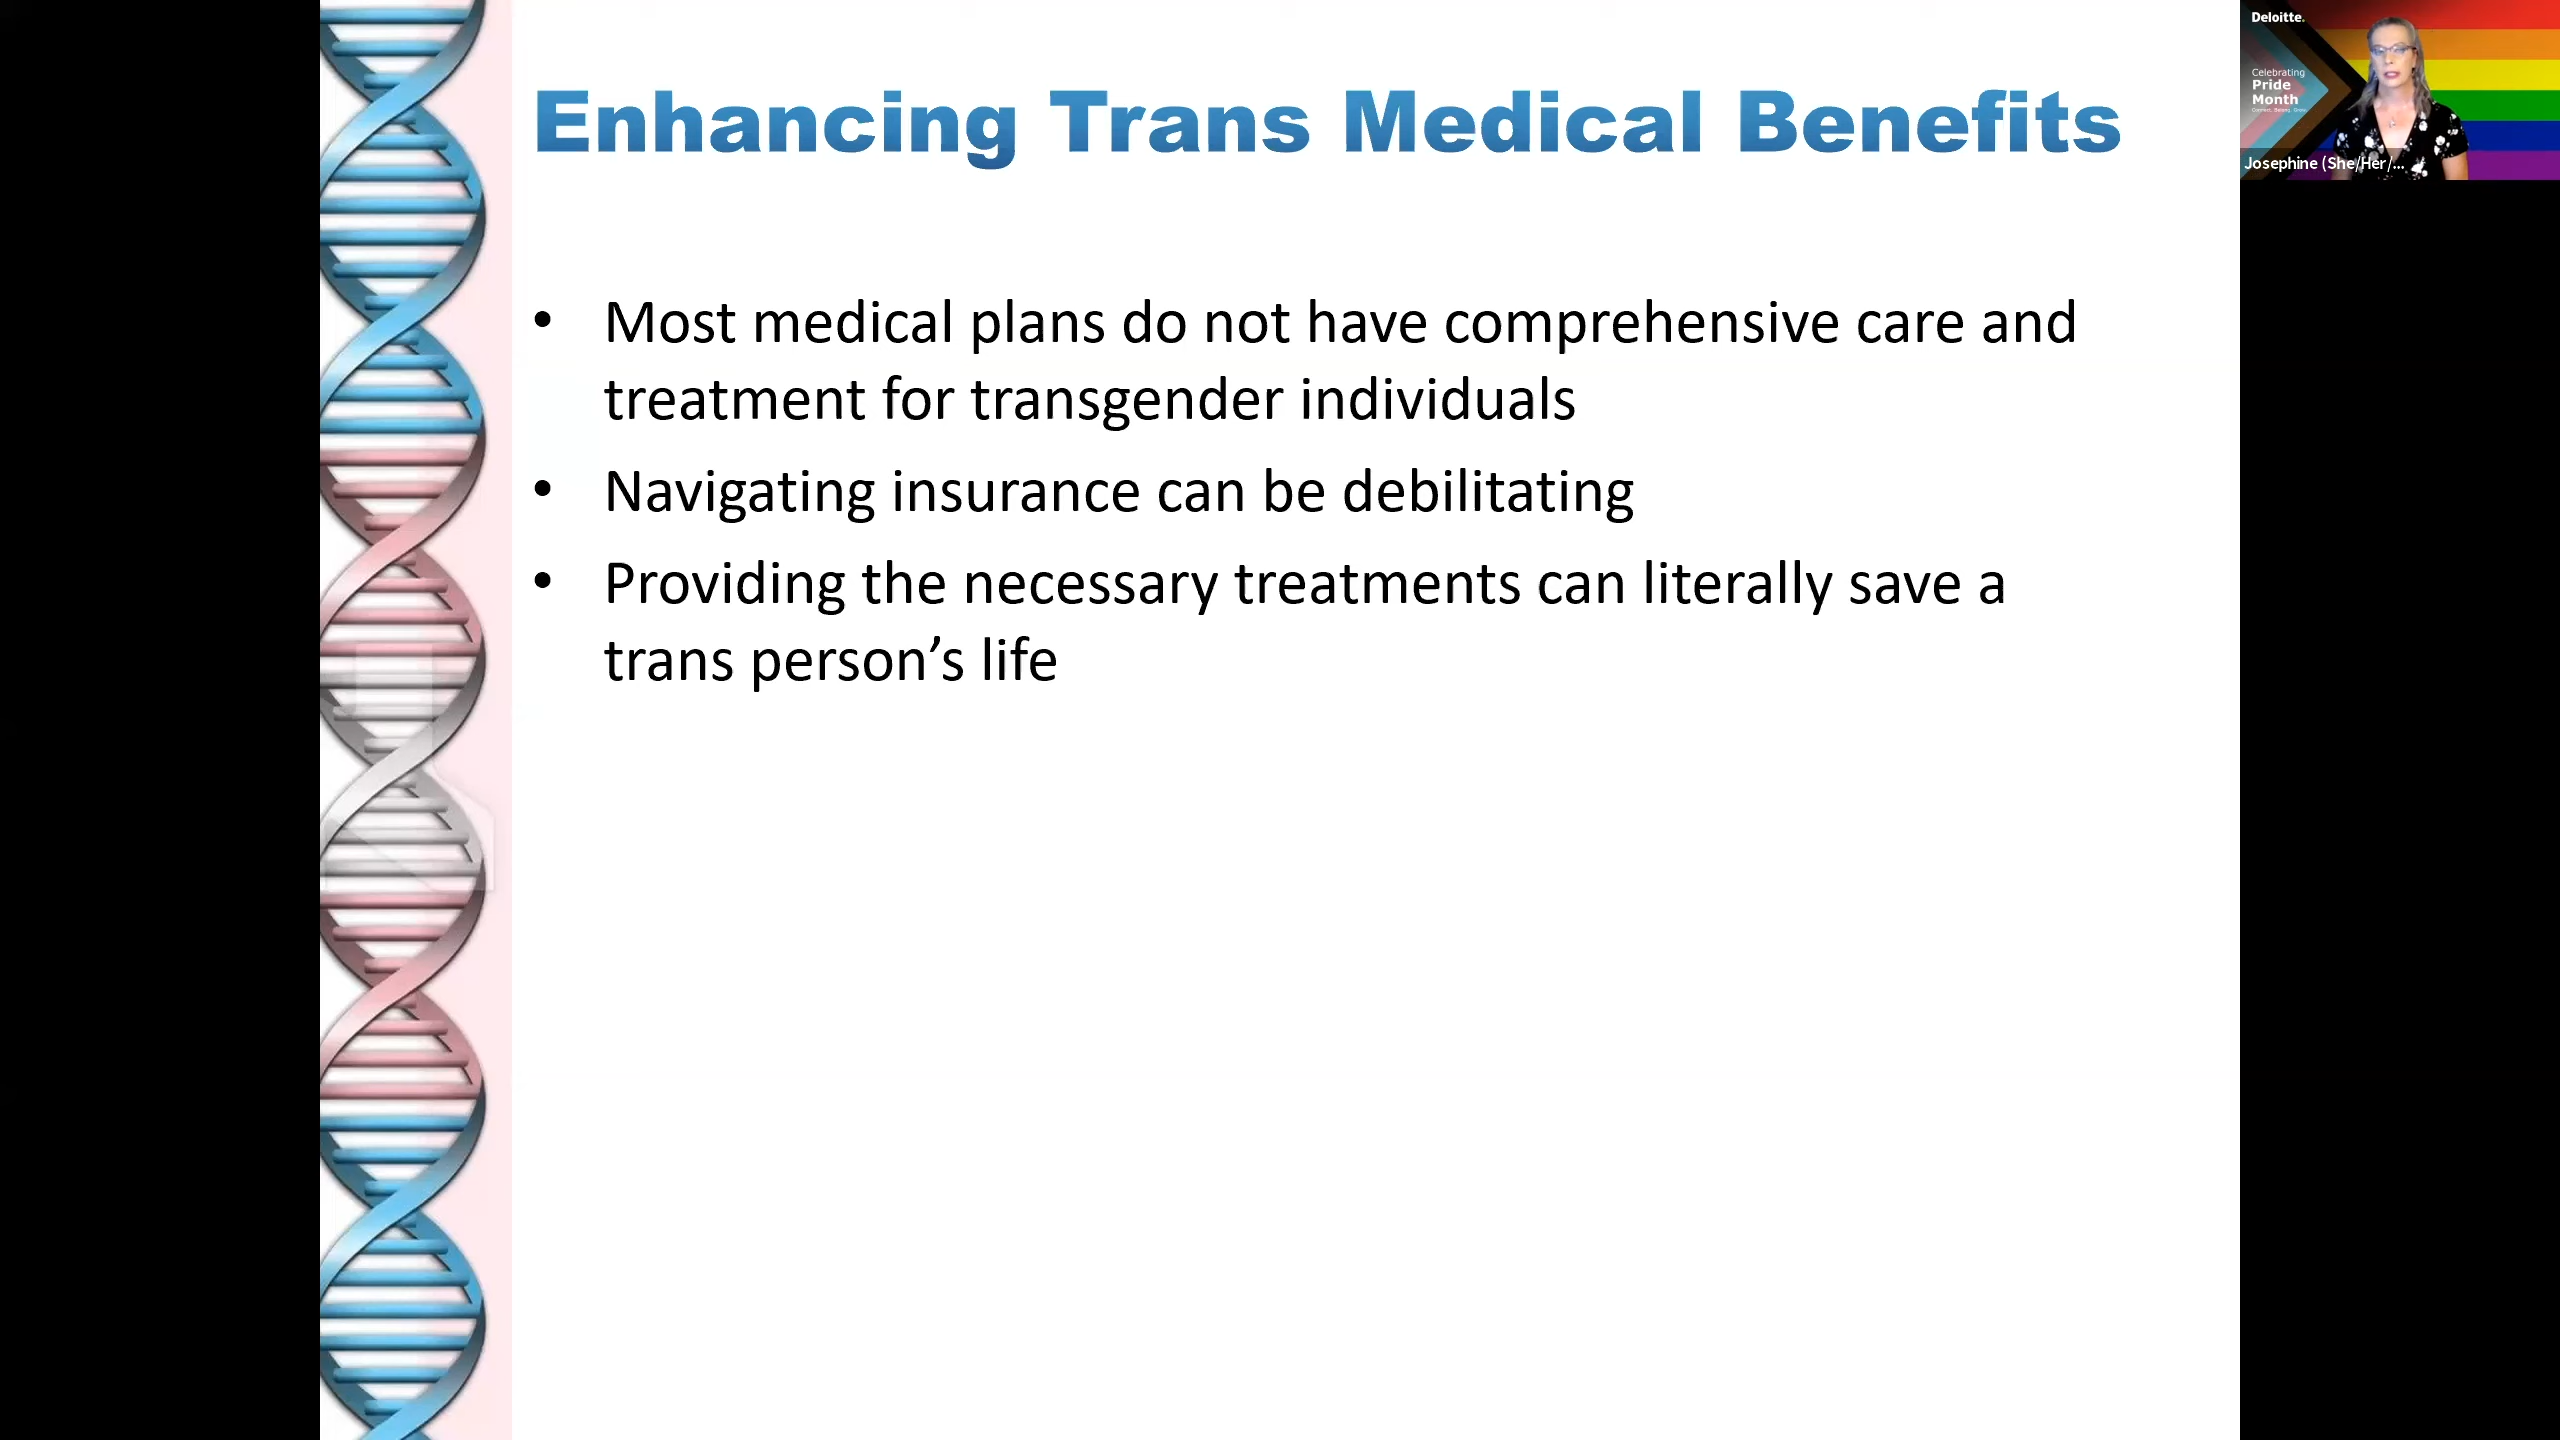 Enhancing Trans Medical Benefits
• Most medical plans do not have comprehensive care and
treatment for transgender individuals
• Navigating insurance can be debilitating
• Providing the necessary treatments can literally save a
trans person’s life
Deloitte.
Celebrating
Pride
Month
Josephine (She/Her/...